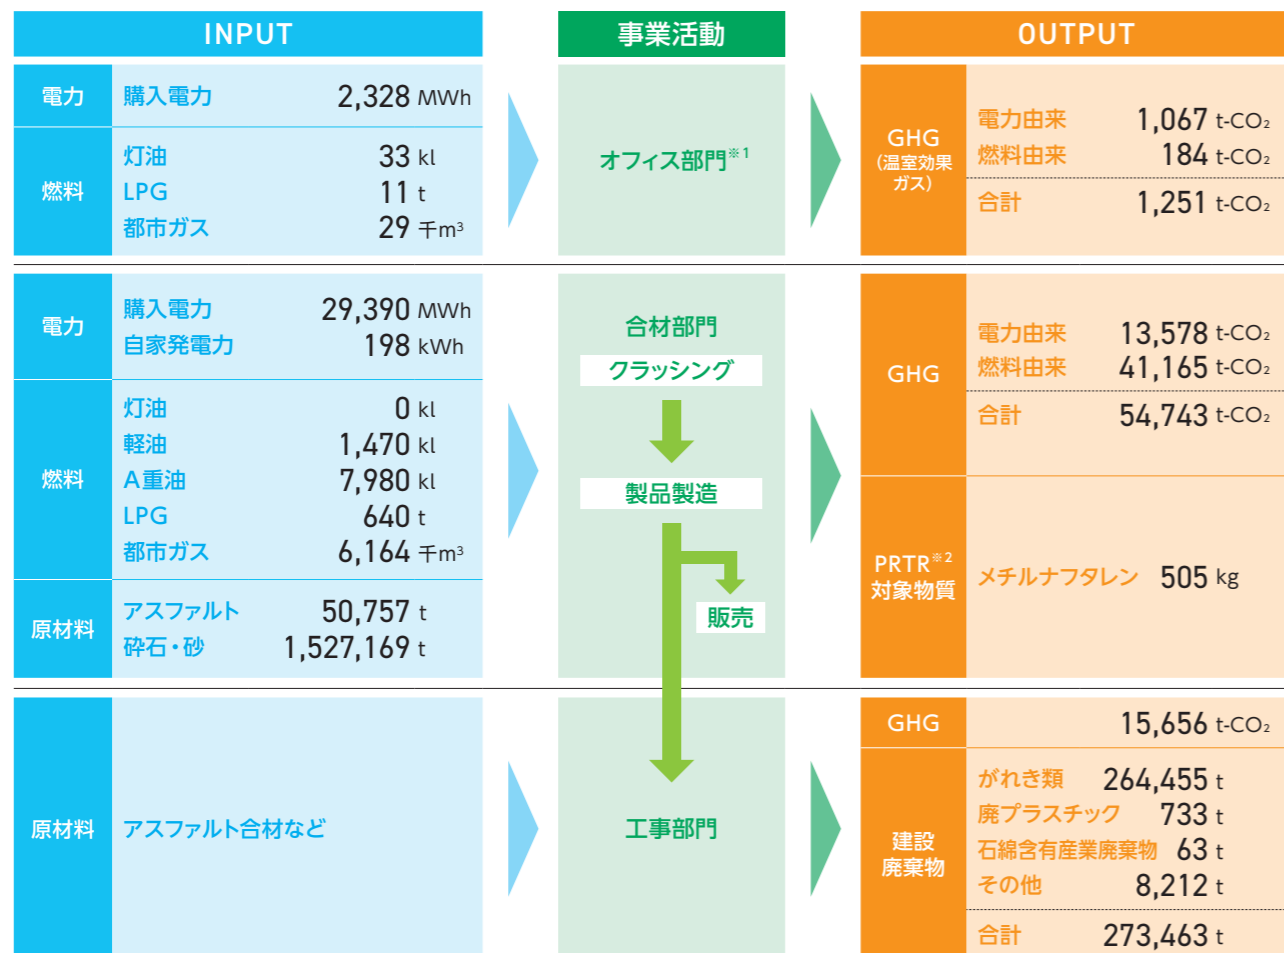 INPUT
事業活動
OUTPUT
電力
購入電力 2,328 MWh
燃料
灯油 33 kl
LPG 11 t
都市ガス 29 千m³
オフィス部門※1
GHG
(温室効果
ガス)
電力由来 1,067 t-CO₂
燃料由来 184 t-CO₂
合計 1,251 t-CO₂
電力
購入電力 29,390 MWh
自家発電力 198 kWh
燃料
灯油 0 kl
軽油 1,470 kl
A重油 7,980 kl
LPG 640 t
都市ガス 6,164 千m³
原材料
アスファルト 50,757 t
砕石・砂 1,527,169 t
合材部門
クラッシング
製品製造
販売
GHG
電力由来 13,578 t-CO₂
燃料由来 41,165 t-CO₂
合計 54,743 t-CO₂
PRTR※2
対象物質
メチルナフタレン 505 kg
原材料
アスファルト合材など
工事部門
GHG
15,656 t-CO₂
建設
廃棄物
がれき類 264,455 t
廃プラスチック 733 t
石綿含有産業廃棄物 63 t
その他 8,212 t
合計 273,463 t